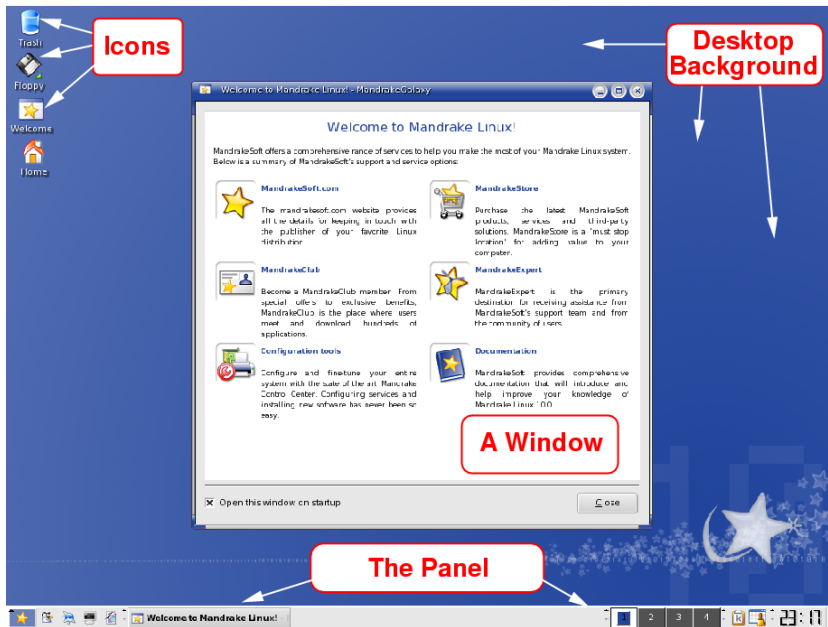 Trash
Floppy
Welcome
Home
Icons
Desktop
Background
Welcome to Mandrake Linux! - MandrakeGalaxy
Welcome to Mandrake Linux!
MandrakeSoft offers a comprehensive range of services to help you make the most of your Mandrake Linux system.
Below is a summary of MandrakeSoft's support and service options:
MandrakeSoft.com
The mandrakesoft.com website provides
all the details for keeping in touch with
the publisher of your favorite Linux
distribution.
MandrakeStore
Purchase the latest MandrakeSoft
products, services and third-party
solutions. MandrakeStore is a "must stop
location" for adding value to your
computer.
MandrakeClub
Become a MandrakeClub member. From
special offers to exclusive benefits,
MandrakeClub is the place where users
meet and download hundreds of
applications.
MandrakeExpert
MandrakeExpert is the primary
destination for receiving assistance from
MandrakeSoft's support team and from
the community of users.
Configuration tools
Configure and fine-tune your entire
system with the state of the art Mandrake
Control Center. Configuring services and
installing new software has never been so
easy.
Documentation
MandrakeSoft provides comprehensive
documentation that will introduce and
help improve your knowledge of
Mandrake Linux 10.0
A Window
Open this window on startup
Close
The Panel
Welcome to Mandrake Linux! -
1 2 3 4
23:17